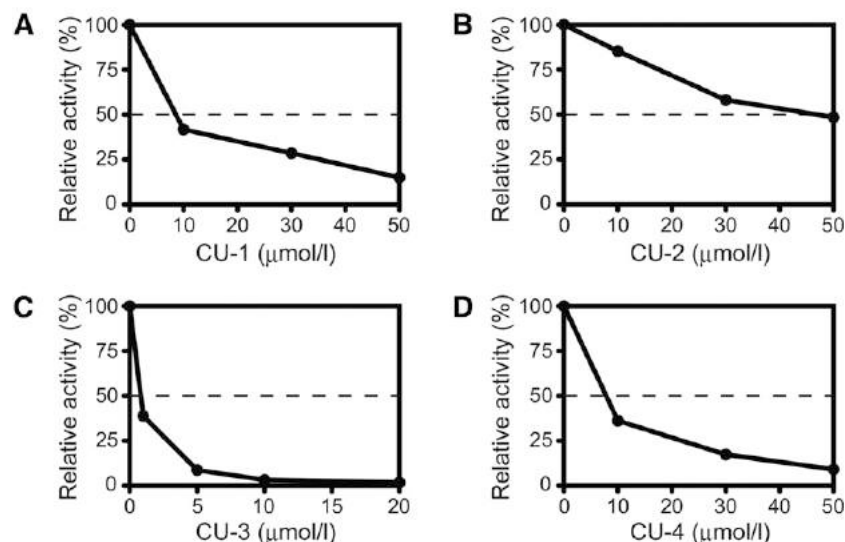 A
Relative activity (%)
100
75
50
25
0
0 10 20 30 40 50
CU-1 (μmol/l)
B
Relative activity (%)
100
75
50
25
0
0 10 20 30 40 50
CU-2 (μmol/l)
C
Relative activity (%)
100
75
50
25
0
0 5 10 15 20
CU-3 (μmol/l)
D
Relative activity (%)
100
75
50
25
0
0 10 20 30 40 50
CU-4 (μmol/l)